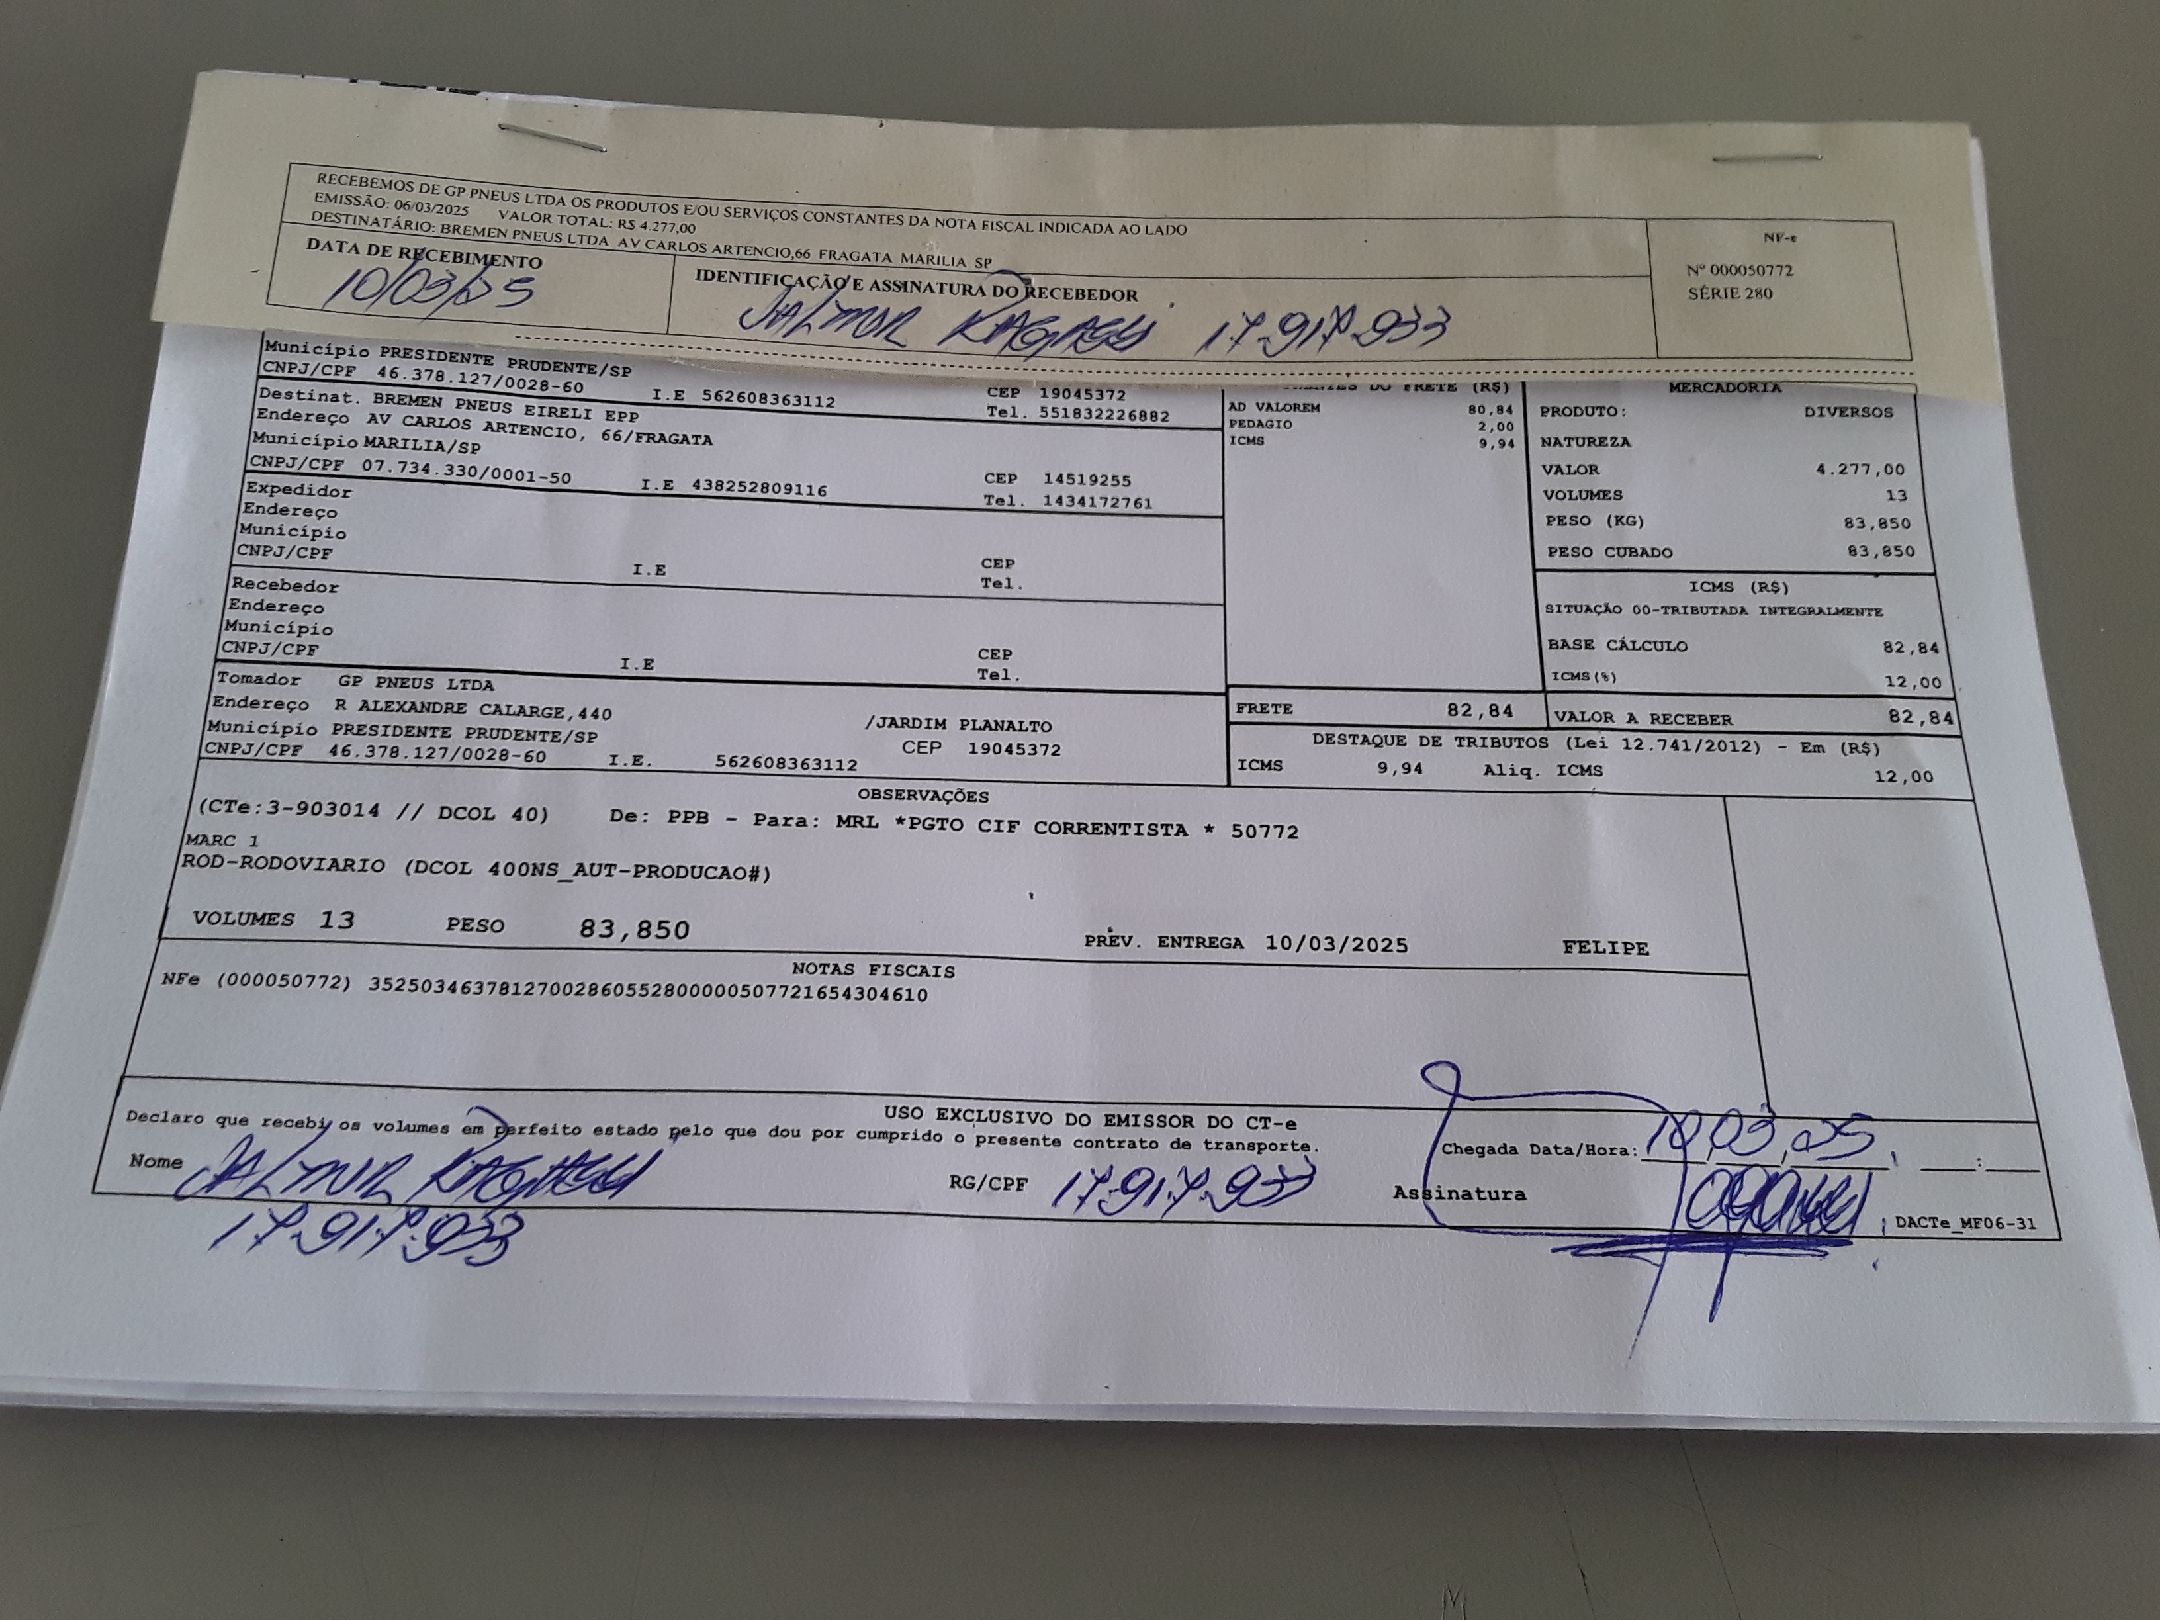 RECEBEMOS DE GP PNEUS LTDA OS PRODUTOS E/OU SERVIÇOS CONSTANTES DA NOTA FISCAL INDICADA AO LADO
EMISSÃO: 06/03/2025 VALOR TOTAL: R$ 4.277,00
DESTINATÁRIO: BREMEN PNEUS LTDA AV CARLOS ARTENCIO,66 FRAGATA MARILIA SP
NF-e
Nº 000050772
SÉRIE 280
DATA DE RECEBIMENTO
10/03/25
IDENTIFICAÇÃO E ASSINATURA DO RECEBEDOR
17.917.933
Município PRESIDENTE PRUDENTE/SP
CEP 19045372
CNPJ/CPF 46.378.127/0028-60 I.E 562608363112
Tel. 551832226882
Destinat. BREMEN PNEUS EIRELI EPP
Endereço AV CARLOS ARTENCIO, 66/FRAGATA
Município MARILIA/SP
CEP 14519255
CNPJ/CPF 07.734.330/0001-50 I.E 438252809116
Tel. 1434172761
Expedidor
Endereço
Município
CEP
CNPJ/CPF I.E
Tel.
Recebedor
Endereço
Município
CEP
CNPJ/CPF I.E
Tel.
Tomador GP PNEUS LTDA
Endereço R ALEXANDRE CALARGE,440 /JARDIM PLANALTO
Município PRESIDENTE PRUDENTE/SP CEP 19045372
CNPJ/CPF 46.378.127/0028-60 I.E. 562608363112
DO FRETE (R$)
AD VALOREM 80,84
PEDAGIO 2,00
ICMS 9,94
MERCADORIA
PRODUTO: DIVERSOS
NATUREZA
VALOR 4.277,00
VOLUMES 13
PESO (KG) 83,850
PESO CUBADO 83,850
ICMS (R$)
SITUAÇÃO 00-TRIBUTADA INTEGRALMENTE
BASE CÁLCULO 82,84
ICMS(%) 12,00
FRETE 82,84 VALOR A RECEBER 82,84
DESTAQUE DE TRIBUTOS (Lei 12.741/2012) - Em (R$)
ICMS 9,94 Aliq. ICMS 12,00
OBSERVAÇÕES
(CTe:3-903014 // DCOL 40) De: PPB - Para: MRL *PGTO CIF CORRENTISTA * 50772
MARC 1
ROD-RODOVIARIO (DCOL 400NS_AUT-PRODUCAO#)
VOLUMES 13 PESO 83,850 PREV. ENTREGA 10/03/2025 FELIPE
NOTAS FISCAIS
NFe (000050772) 35250346378127002860552800000507721654304610
USO EXCLUSIVO DO EMISSOR DO CT-e
Declaro que recebi os volumes em perfeito estado pelo que dou por cumprido o presente contrato de transporte.
Chegada Data/Hora: 10,03,25 :
Nome
RG/CPF 17.917.933
Assinatura
17.917.933
DACTe_MF06-31